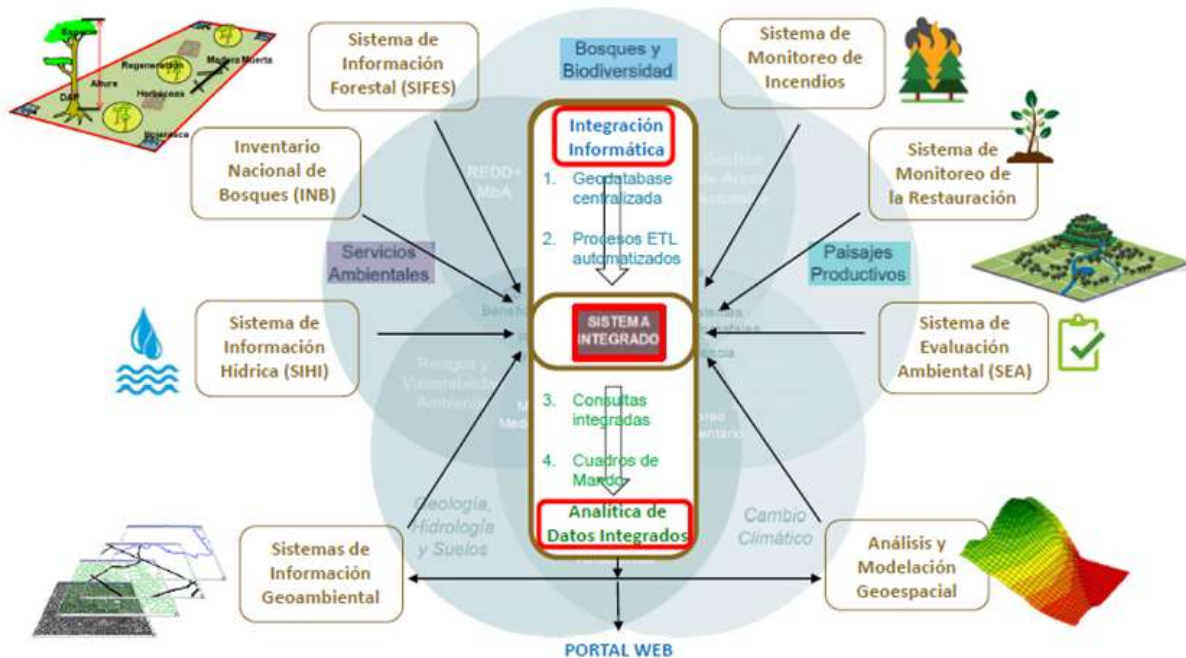 Especie
Altura
DAP
Regeneración
Madera Muerta
Herbáceas
Hojarasca
Sistema de
Información
Forestal (SIFES)
Bosques y
Biodiversidad
Sistema de
Monitoreo de
Incendios
Inventario
Nacional de
Bosques (INB)
REDD+
MbA
Integración
Informática
1. Geodatabase
centralizada
2. Procesos ETL
automatizados
Sistema de
Monitoreo de
la Restauración
Servicios
Ambientales
Paisajes
Productivos
Sistema de
Información
Hídrica (SIHI)
SISTEMA
INTEGRADO
Sistema de
Evaluación
Ambiental (SEA)
Riesgos y
3. Consultas
integradas
4. Cuadros de
Mando
Analítica de
Datos Integrados
Geología,
Hidrología
y Suelos
Cambio
Climático
Sistemas de
Información
Geoambiental
Análisis y
Modelación
Geoespacial
PORTAL WEB